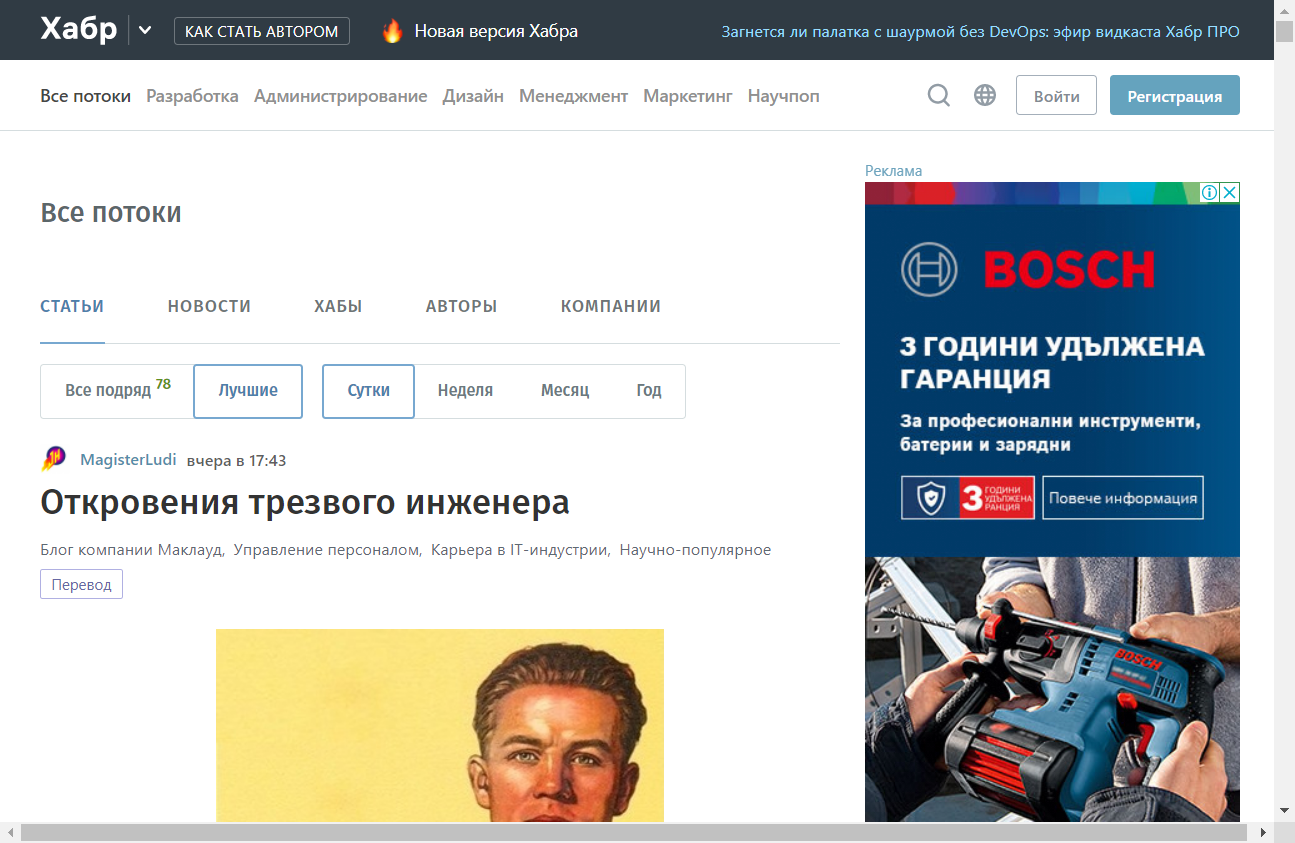 Хабр
КАК СТАТЬ АВТОРОМ
Новая версия Хабра
Загнется ли палатка с шаурмой без DevOps: эфир видкаста Хабр ПРО
Все потоки Разработка Администрирование Дизайн Менеджмент Маркетинг Научпоп
Войти
Регистрация
Все потоки
СТАТЬИ НОВОСТИ ХАБЫ АВТОРЫ КОМПАНИИ
Все подряд 78 Лучшие Сутки Неделя Месяц Год
MagisterLudi вчера в 17:43
Откровения трезвого инженера
Блог компании Маклауд, Управление персоналом, Карьера в IT-индустрии, Научно-популярное
Перевод
Реклама
BOSCH
3 ГОДИНИ УДЪЛЖЕНА
ГАРАНЦИЯ
За професионални инструменти,
батерии и зарядни
3 ГОДИНИ
УДЪЛЖЕНА
РАНЦИЯ
Повече информация
BOSCH